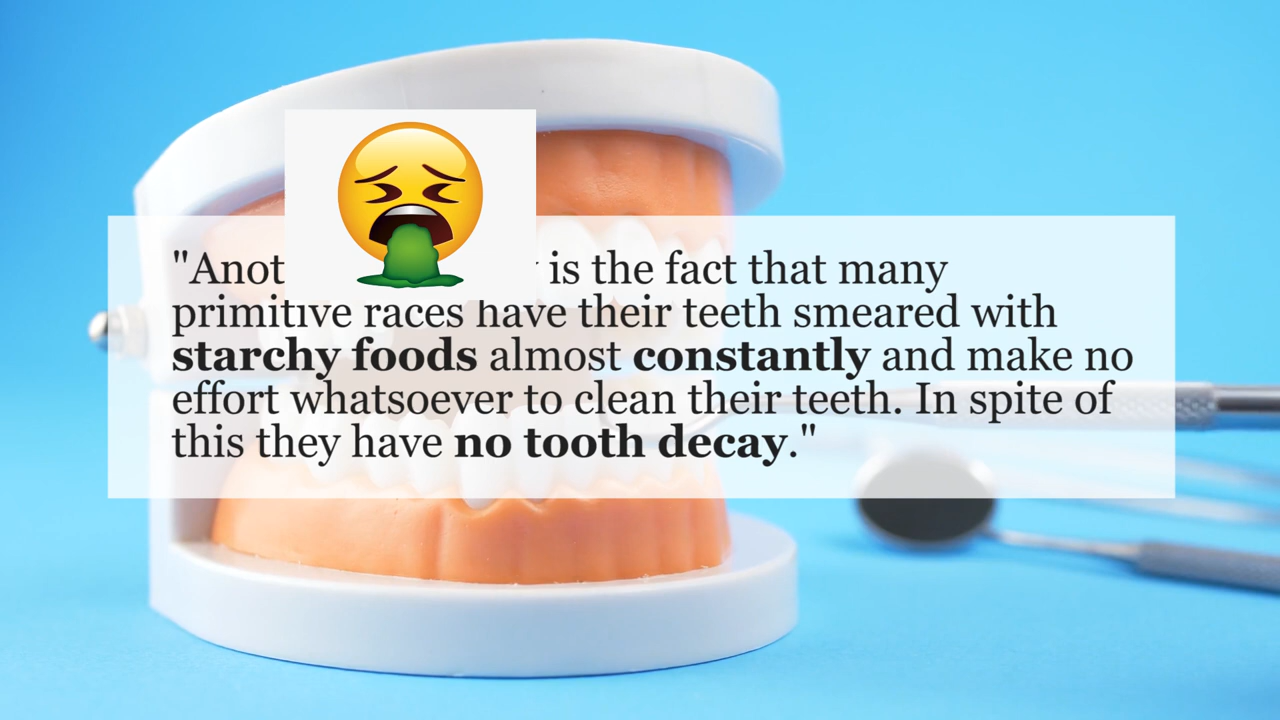 "Anot is the fact that many
primitive races have their teeth smeared with
starchy foods almost constantly and make no
effort whatsoever to clean their teeth. In spite of
this they have no tooth decay."